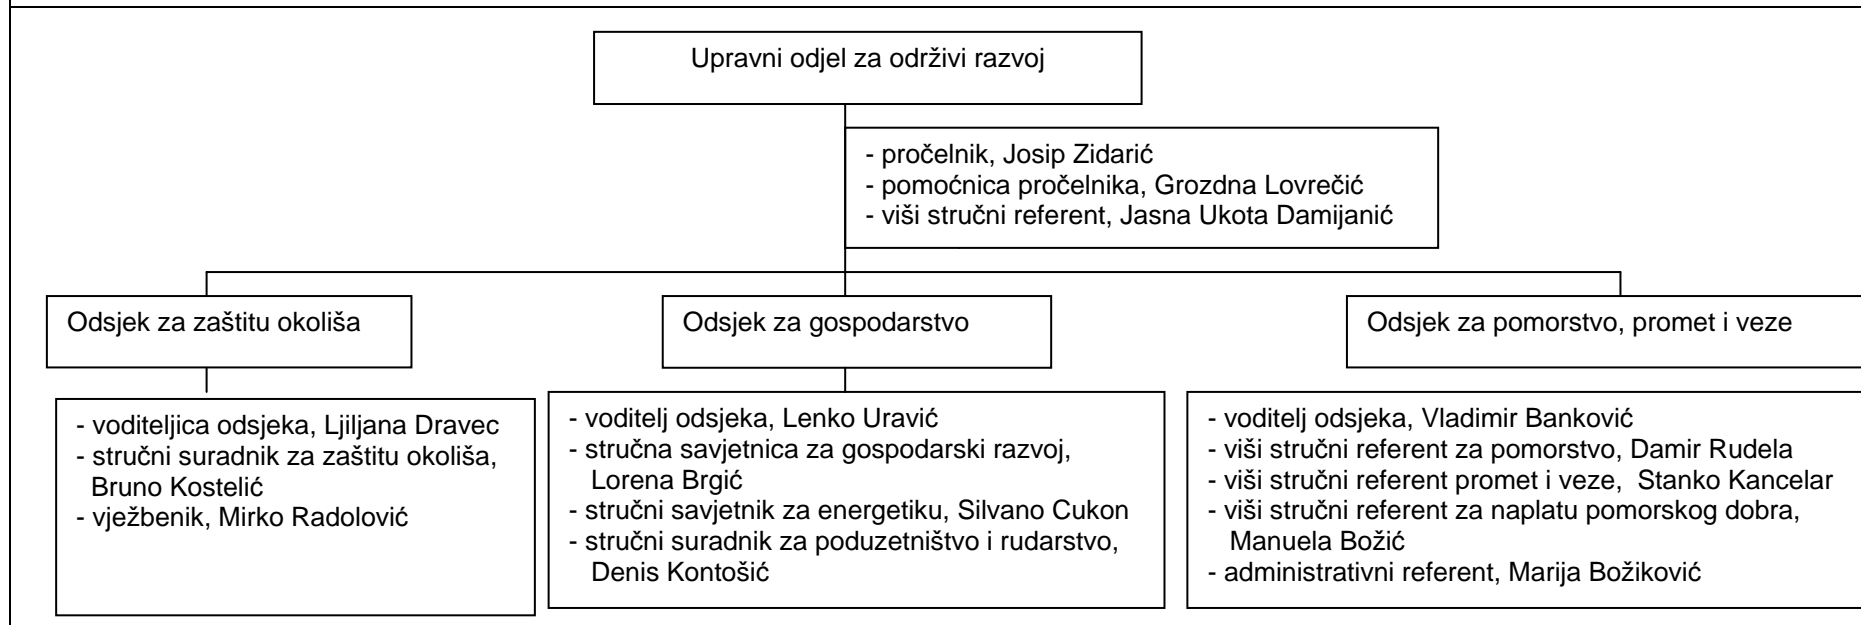 Upravni odjel za održivi razvoj
- pročelnik, Josip Zidarić
- pomoćnica pročelnika, Grozdna Lovrečić
- viši stručni referent, Jasna Ukota Damijanić
Odsjek za zaštitu okoliša
- voditeljica odsjeka, Ljiljana Dravec
- stručni suradnik za zaštitu okoliša,
Bruno Kostelić
- vježbenik, Mirko Radolović
Odsjek za gospodarstvo
- voditelj odsjeka, Lenko Uravić
- stručna savjetnica za gospodarski razvoj,
Lorena Brgić
- stručni savjetnik za energetiku, Silvano Cukon
- stručni suradnik za poduzetništvo i rudarstvo,
Denis Kontošić
Odsjek za pomorstvo, promet i veze
- voditelj odsjeka, Vladimir Banković
- viši stručni referent za pomorstvo, Damir Rudela
- viši stručni referent promet i veze,  Stanko Kancelar
- viši stručni referent za naplatu pomorskog dobra,
Manuela Božić
- administrativni referent, Marija Božiković